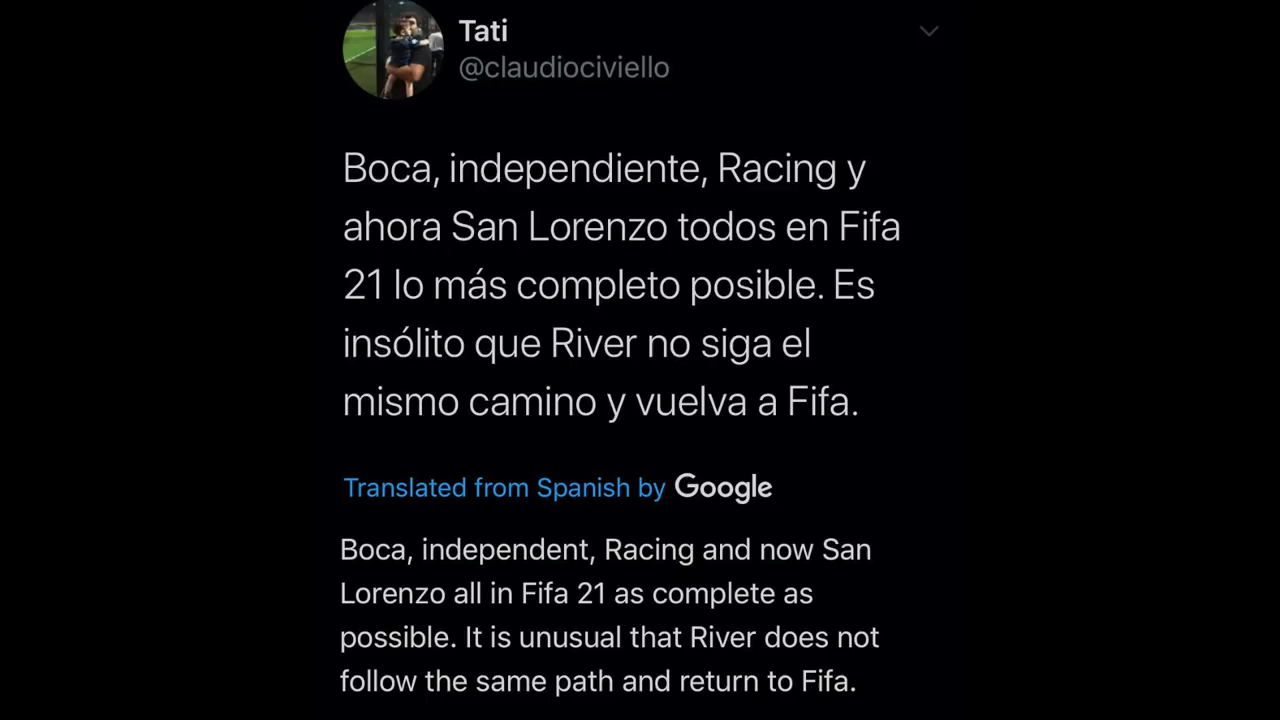 Tati
@claudiociviello
Boca, independiente, Racing y
ahora San Lorenzo todos en Fifa
21 lo más completo posible. Es
insólito que River no siga el
mismo camino y vuelva a Fifa.
Translated from Spanish by Google
Boca, independent, Racing and now San
Lorenzo all in Fifa 21 as complete as
possible. It is unusual that River does not
follow the same path and return to Fifa.